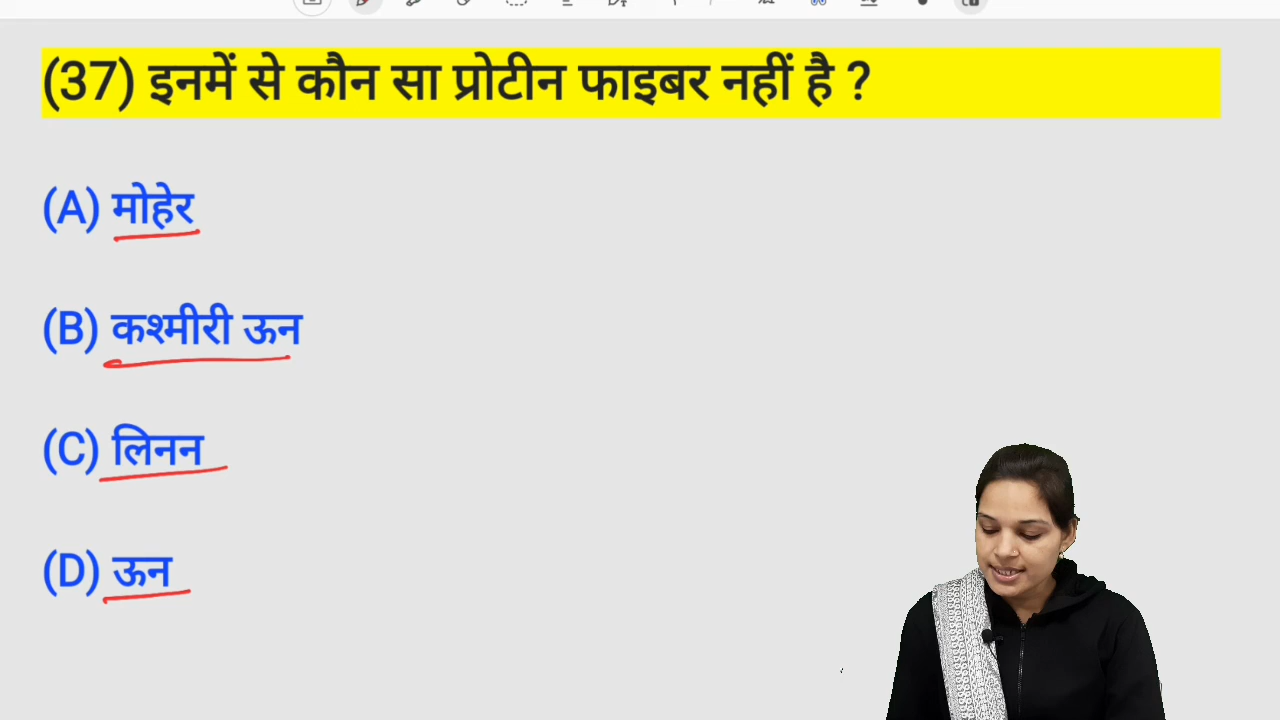 (37) इनमें से कौन सा प्रोटीन फाइबर नहीं है ?
(A) मोहेर
(B) कश्मीरी ऊन
(C) लिनन
(D) ऊन